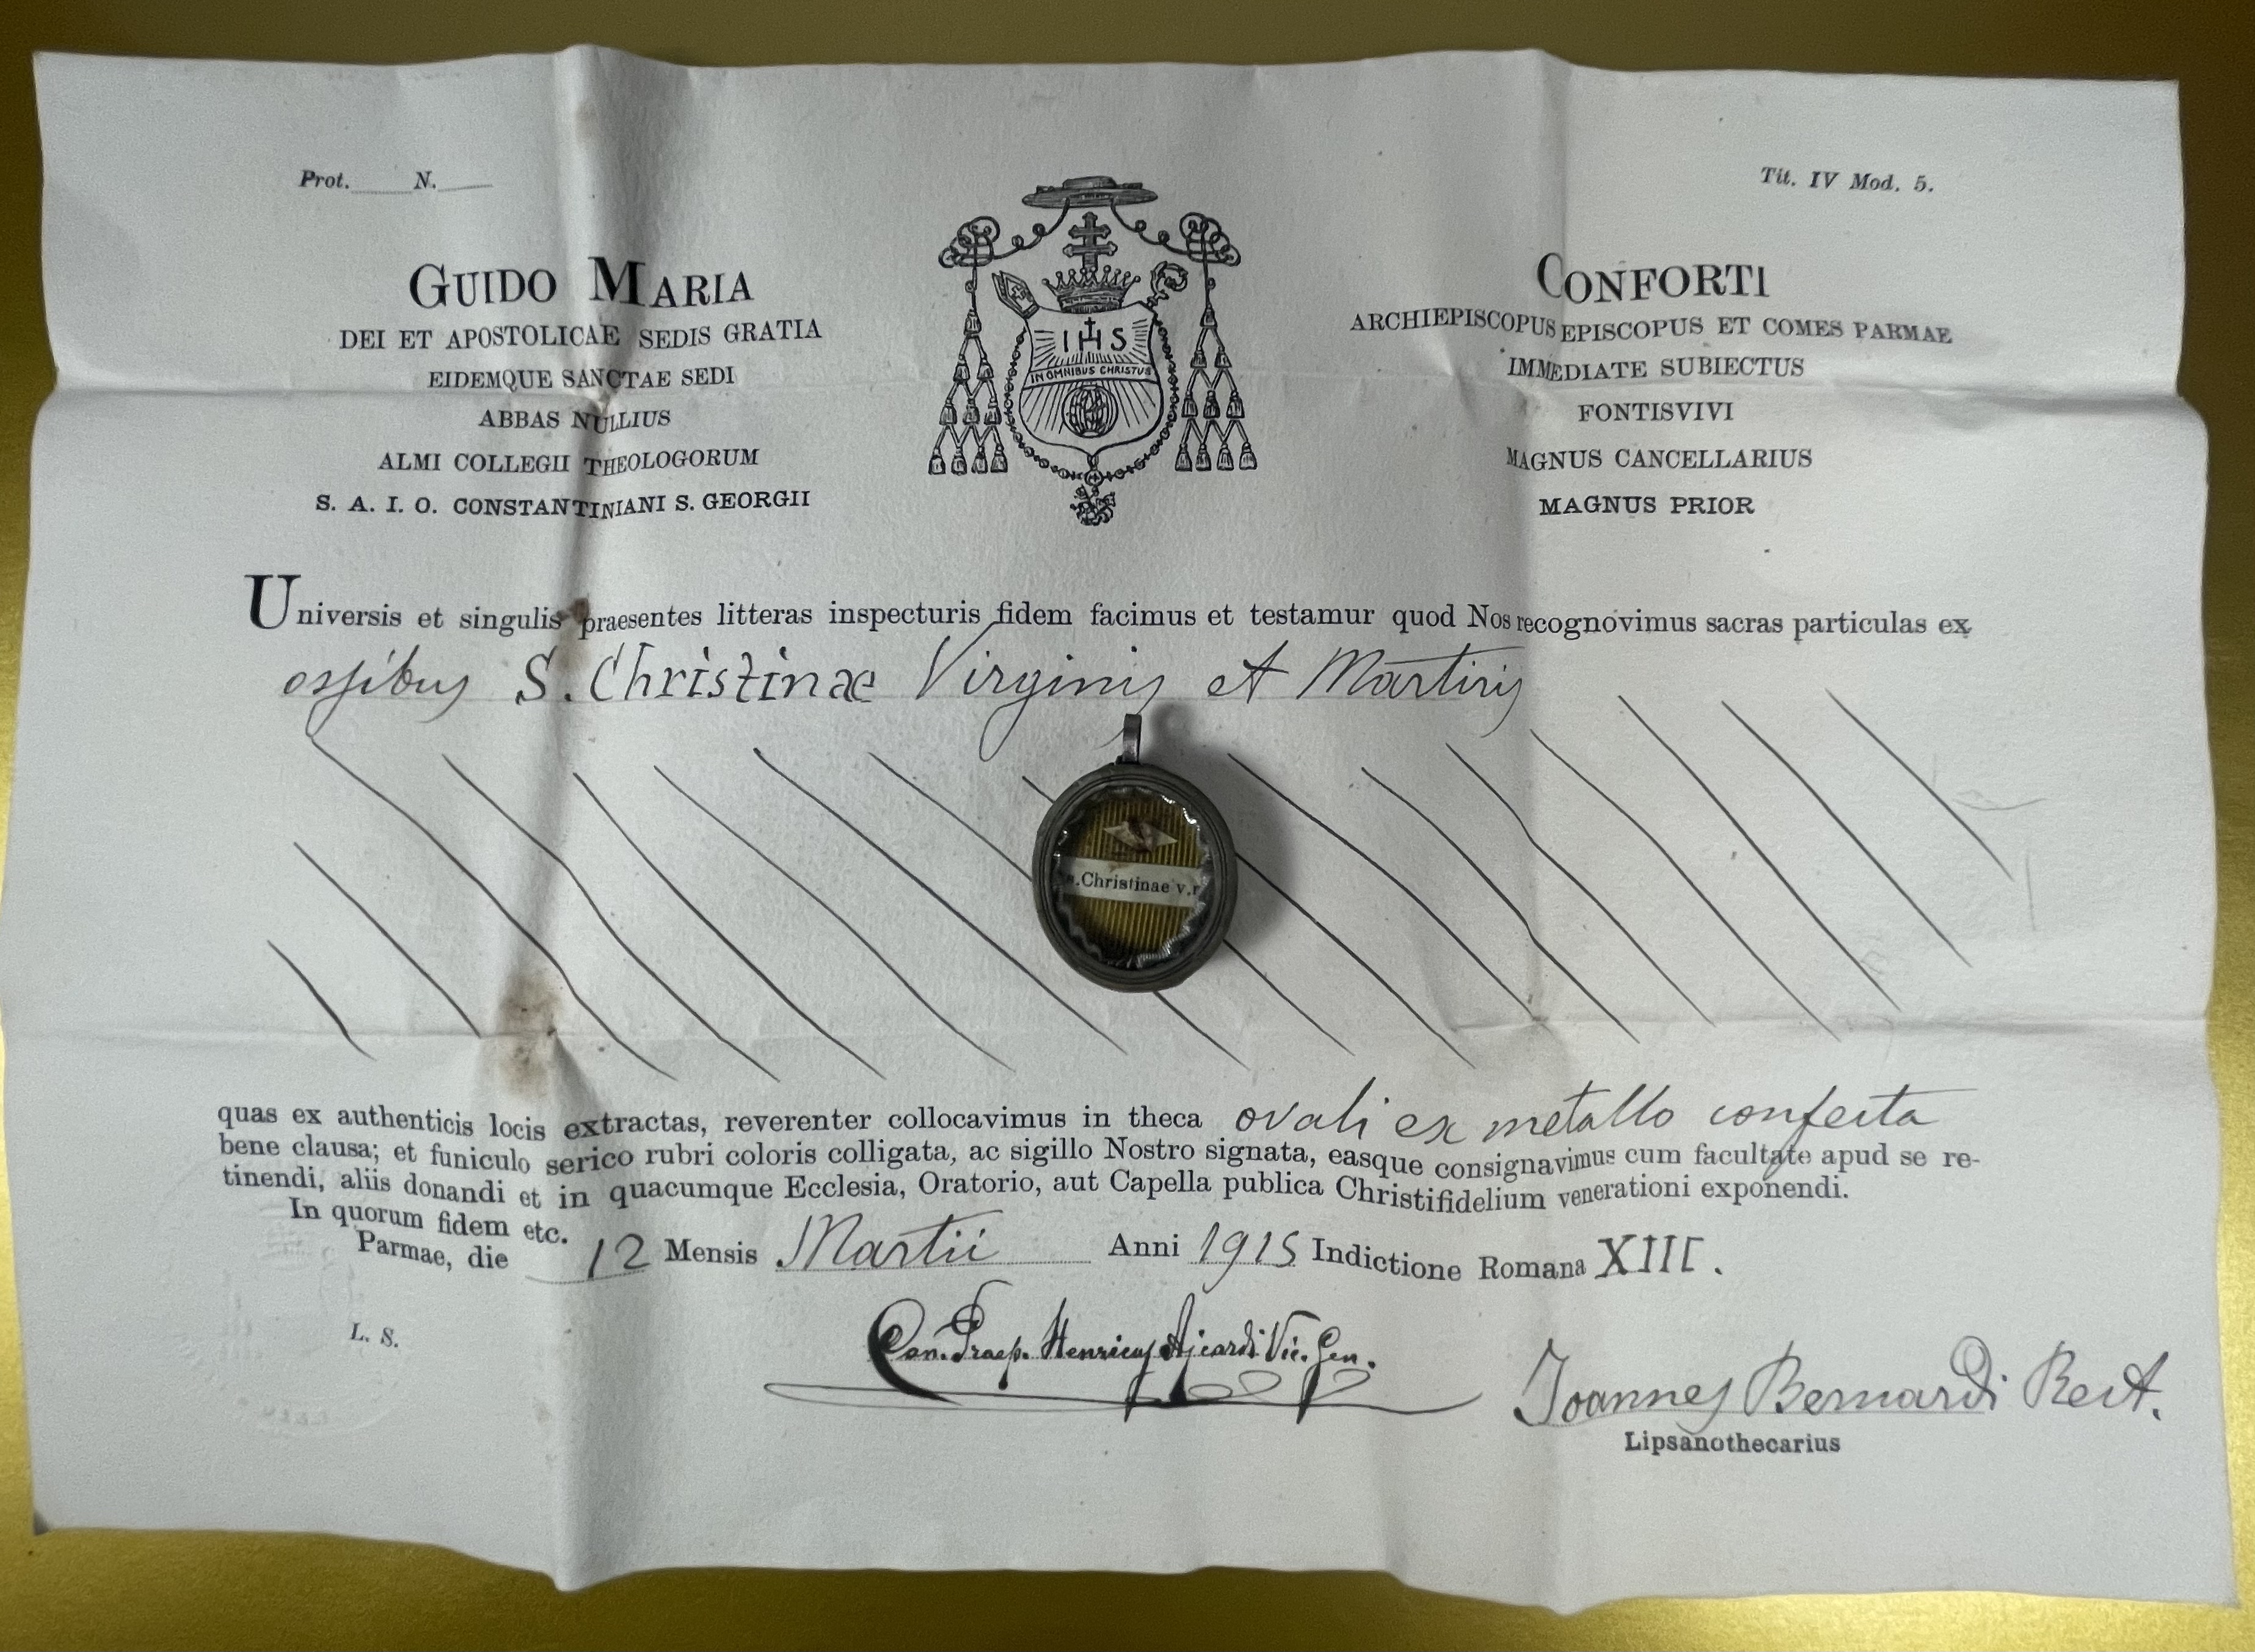 Prot. N.
Tit. IV Mod. 5.
GUIDO MARIA CONFORTI
DEI ET APOSTOLICAE SEDIS GRATIA ARCHIEPISCOPUS EPISCOPUS ET COMES PARMAE
EIDEMQUE SANCTAE SEDI IMMEDIATE SUBIECTUS
ABBAS NULLIUS FONTISVIVI
ALMI COLLEGII THEOLOGORUM MAGNUS CANCELLARIUS
S. A. I. O. CONSTANTINIANI S. GEORGII MAGNUS PRIOR
IHS
IN OMNIBUS CHRISTUS
Universis et singulis praesentes litteras inspecturis fidem facimus et testamur quod Nos recognovimus sacras particulas ex
ossibus S. Christinae Virginis et Martiris
s.Christinae v.
quas ex authenticis locis extractas, reverenter collocavimus in theca ovali ex metallo confecta
bene clausa; et funiculo serico rubri coloris colligata, ac sigillo Nostro signata, easque consignavimus cum facultate apud se re-
tinendi, aliis donandi et in quacumque Ecclesia, Oratorio, aut Capella publica Christifidelium venerationi exponendi.
In quorum fidem etc.
Parmae, die 12 Mensis Martii Anni 1915 Indictione Romana XIII.
L. S.
Can. Praep. Henricus Ajcardi Vic. Gen.
Joannes Bernardi Rect.
Lipsanothecarius